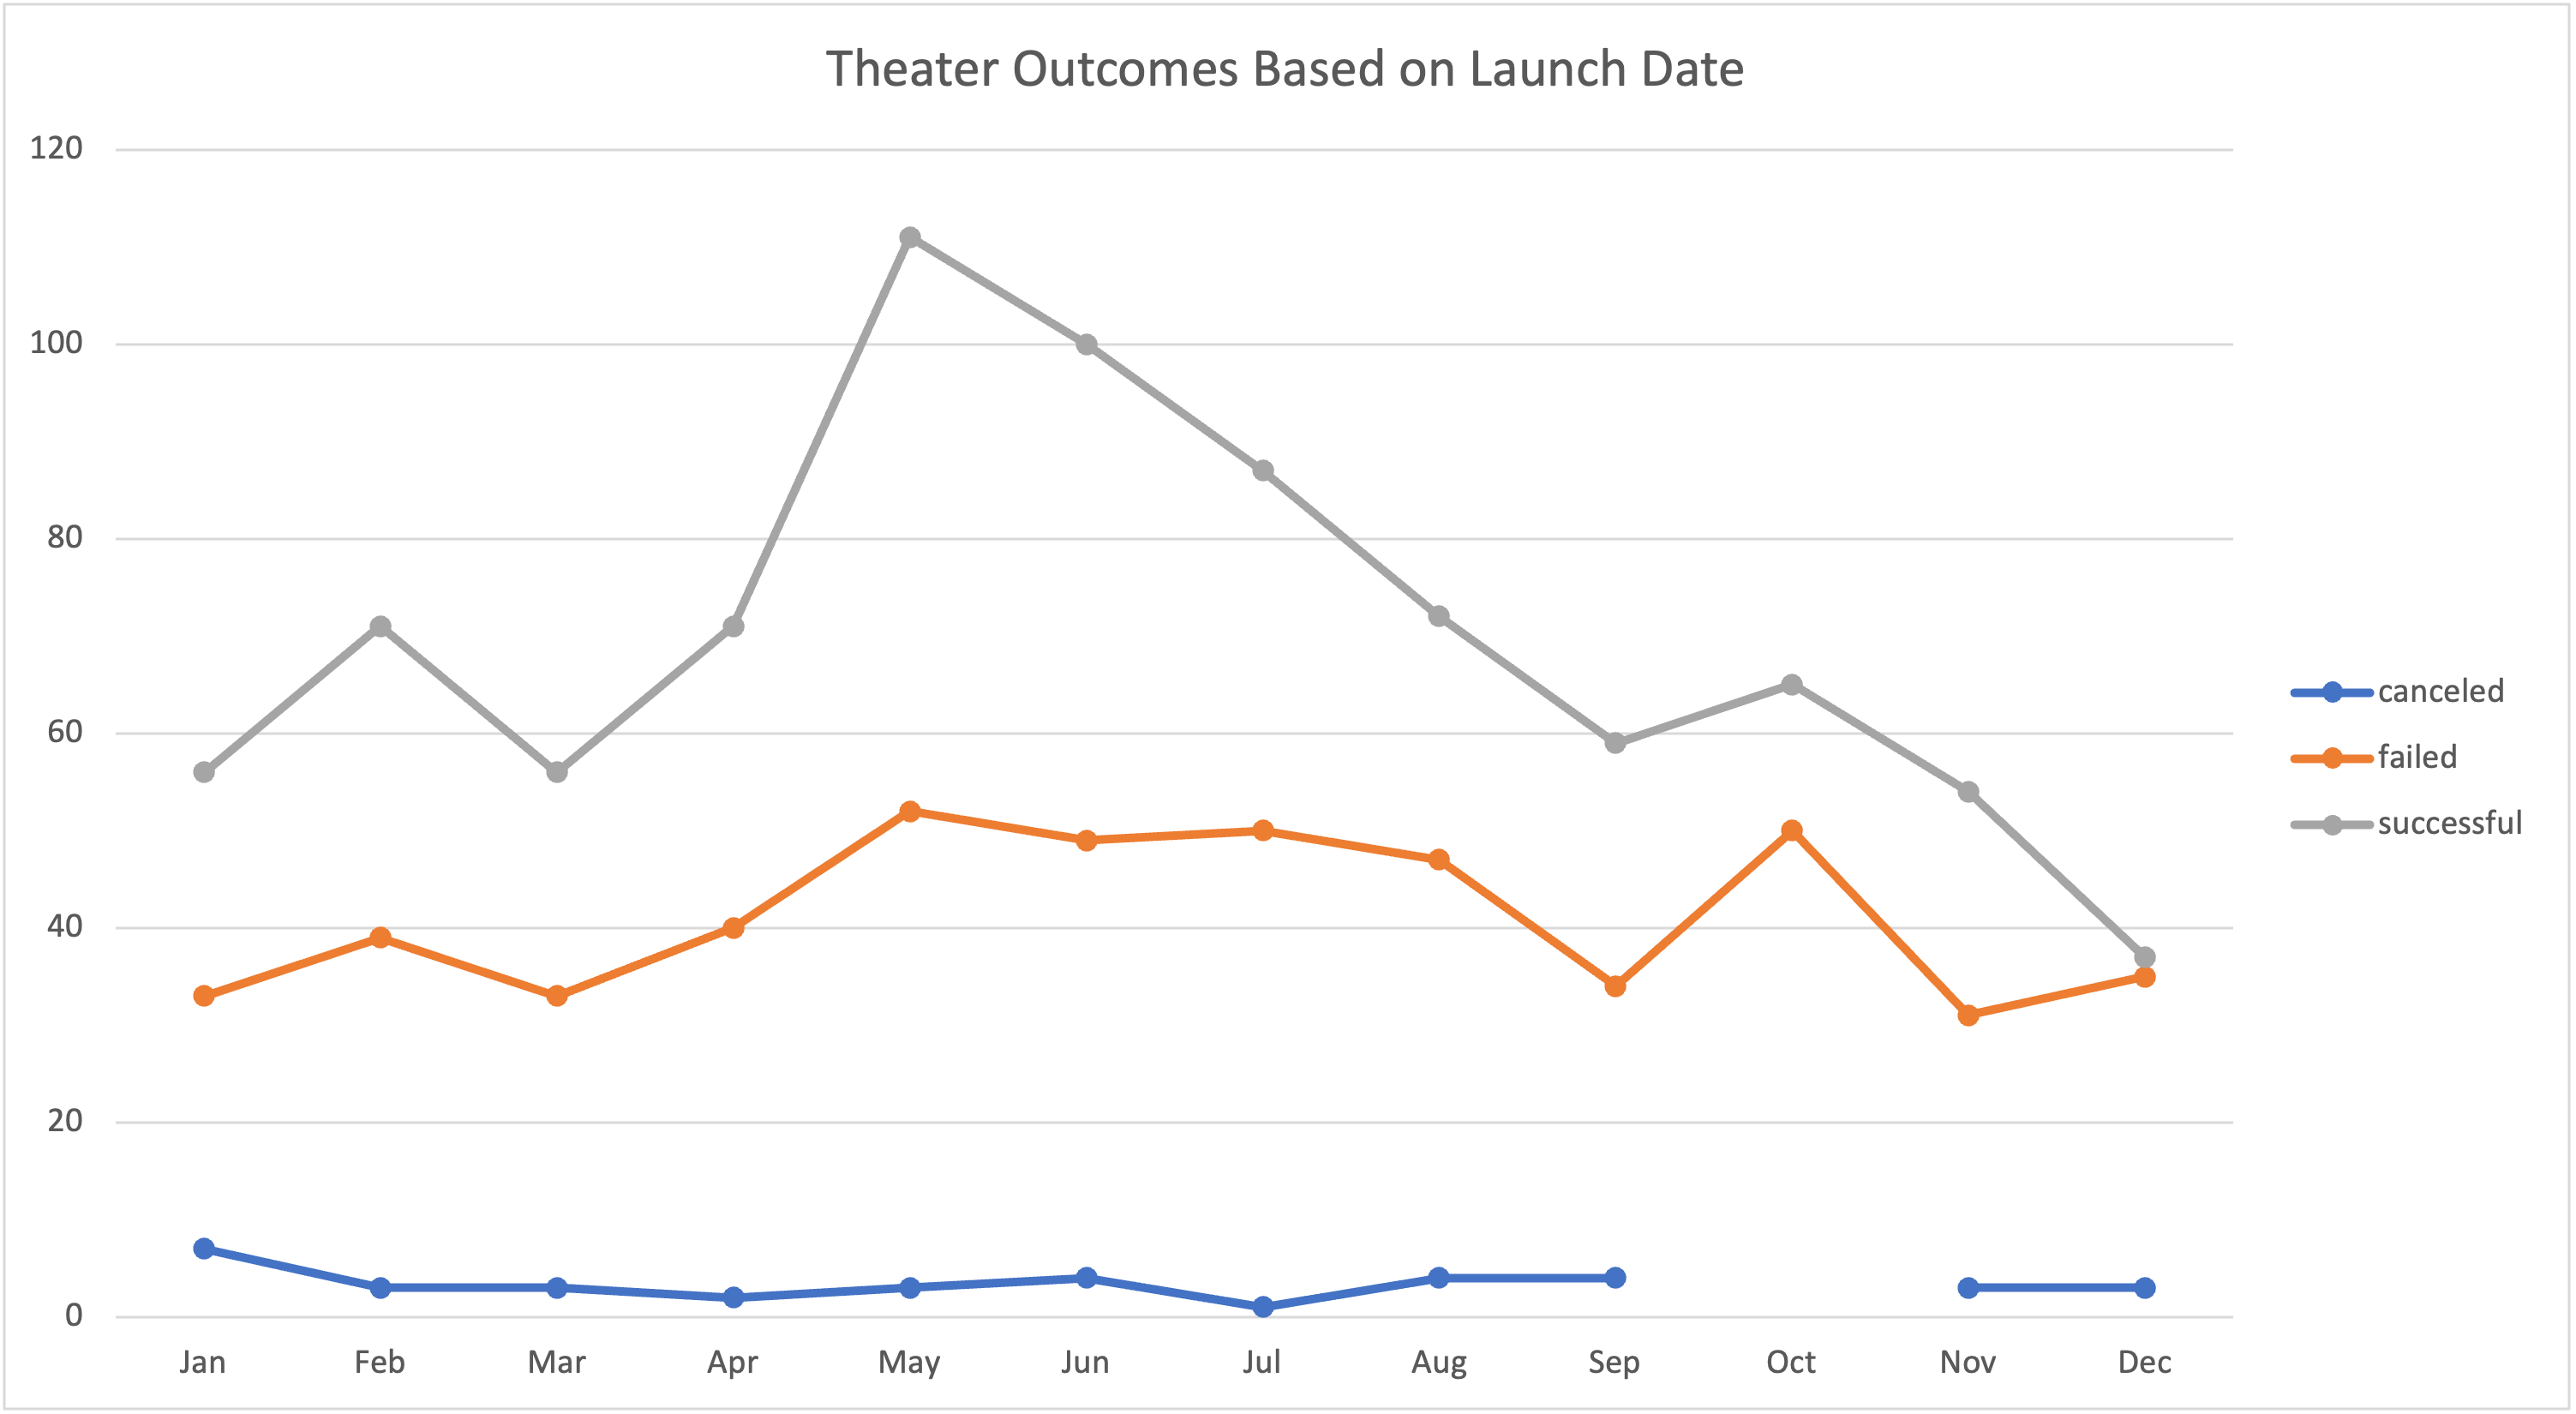 Theater Outcomes Based on Launch Date
120
100
80
60
40
20
0
Jan Feb Mar Apr May Jun Jul Aug Sep Oct Nov Dec
canceled
failed
successful